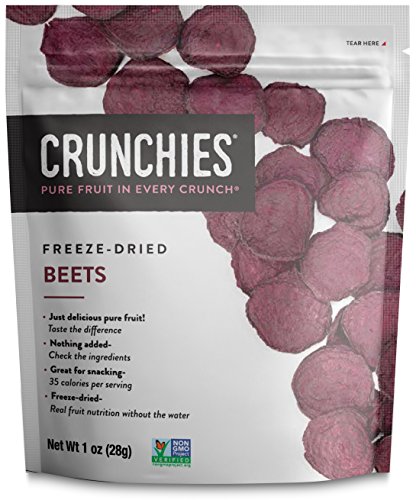 TEAR HERE
CRUNCHIES®
PURE FRUIT IN EVERY CRUNCH®
FREEZE-DRIED
BEETS
• Just delicious pure fruit!
Taste the difference
• Nothing added-
Check the ingredients
• Great for snacking-
35 calories per serving
• Freeze-dried-
Real fruit nutrition without the water
Net Wt 1 oz (28g)
NON
GMO
Project
VERIFIED
nongmoproject.org